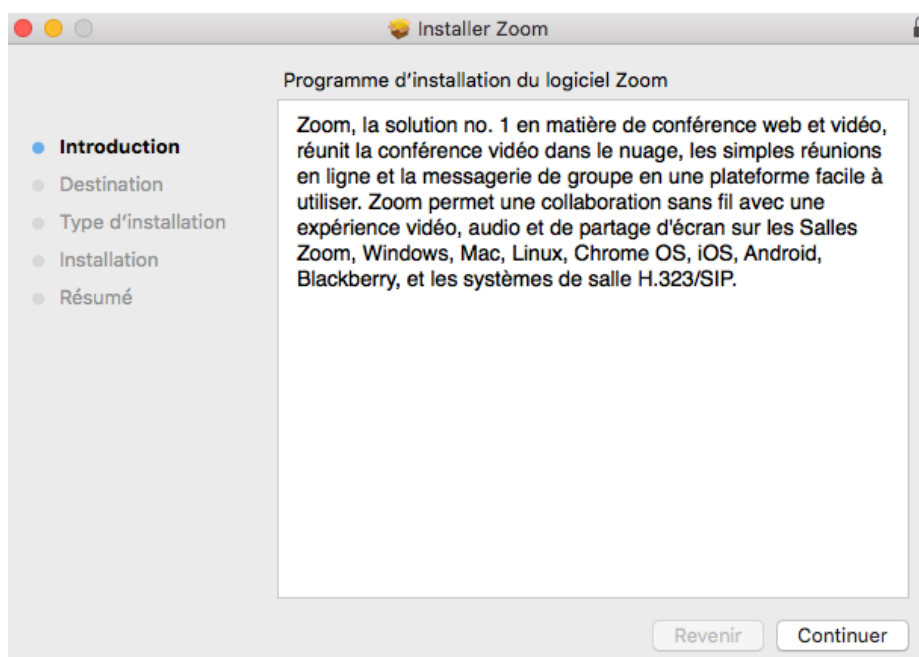 Installer Zoom
Programme d'installation du logiciel Zoom
Introduction
Destination
Type d'installation
Installation
Résumé
Zoom, la solution no. 1 en matière de conférence web et vidéo,
réunit la conférence vidéo dans le nuage, les simples réunions
en ligne et la messagerie de groupe en une plateforme facile à
utiliser. Zoom permet une collaboration sans fil avec une
expérience vidéo, audio et de partage d'écran sur les Salles
Zoom, Windows, Mac, Linux, Chrome OS, iOS, Android,
Blackberry, et les systèmes de salle H.323/SIP.
Revenir
Continuer